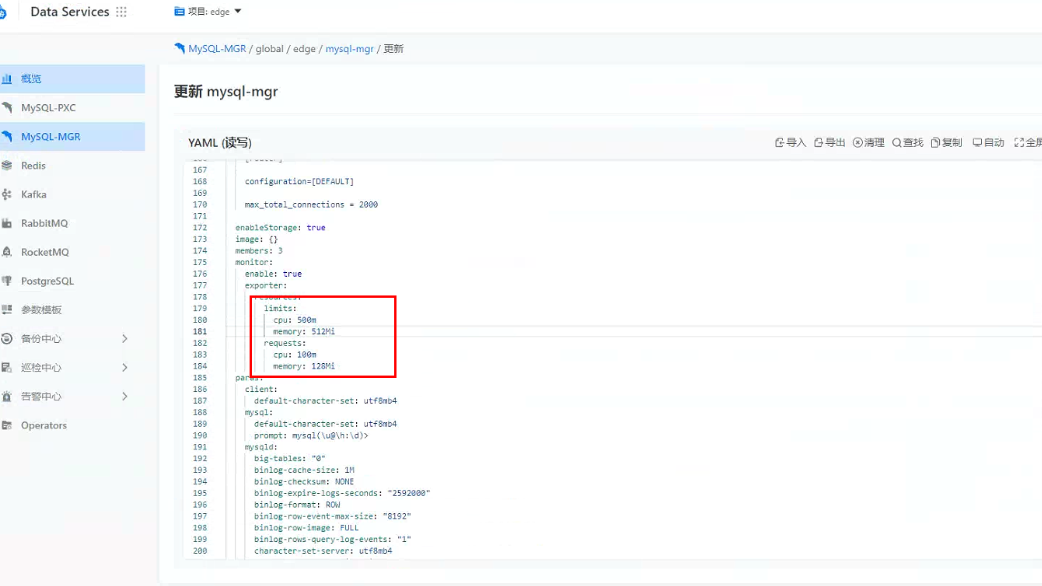 Data Services
项目: edge
MySQL-MGR / global / edge / mysql-mgr / 更新
概览
MySQL-PXC
MySQL-MGR
Redis
Kafka
RabbitMQ
RocketMQ
PostgreSQL
参数模板
备份中心
巡检中心
告警中心
Operators
更新 mysql-mgr
YAML (读写)
导入 导出 清理 查找 复制 自动 全屏
167
168 configuration=[DEFAULT]
169
170 max_total_connections = 2000
171
172 enableStorage: true
173 image: {}
174 members: 3
175 monitor:
176 enable: true
177 exporter:
178 resources:
179 limits:
180 cpu: 500m
181 memory: 512Mi
182 requests:
183 cpu: 100m
184 memory: 128Mi
185
186 client:
187 default-character-set: utf8mb4
188 mysql:
189 default-character-set: utf8mb4
190 prompt: mysql(\u@\h:\d)>
191 mysqld:
192 big-tables: "0"
193 binlog-cache-size: 1M
194 binlog-checksum: NONE
195 binlog-expire-logs-seconds: "2592000"
196 binlog-format: ROW
197 binlog-row-event-max-size: "8192"
198 binlog-row-image: FULL
199 binlog-rows-query-log-events: "1"
200 character-set-server: utf8mb4